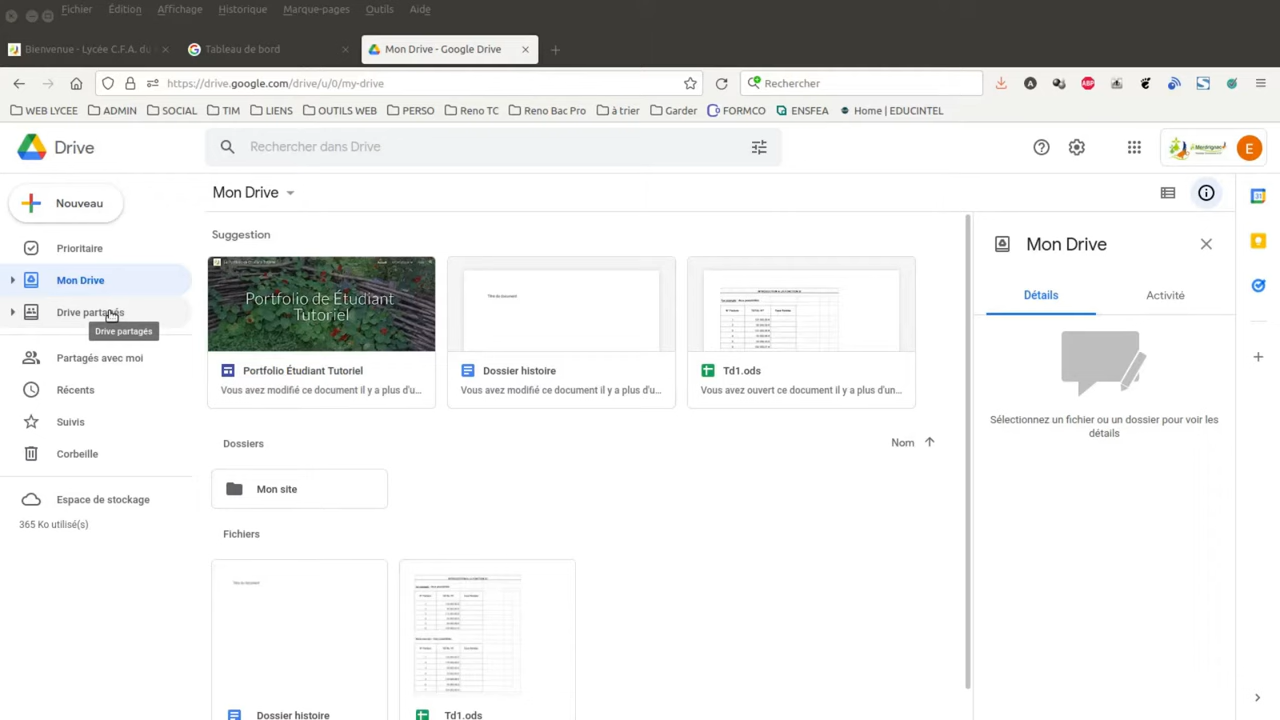 Fichier Édition Affichage Historique Marque-pages Outils Aide
Bienvenue - Lycée C.F.A. du
Tableau de bord
Mon Drive - Google Drive
https://drive.google.com/drive/u/0/my-drive
Rechercher
WEB LYCEE ADMIN SOCIAL TIM LIENS OUTILS WEB PERSO Reno TC Reno Bac Pro à trier Garder FORMCO ENSFEA Home | EDUCINTEL
Drive
Rechercher dans Drive
E
Nouveau
Prioritaire
Mon Drive
Drive partagés
Drive partagés
Partagés avec moi
Récents
Suivis
Corbeille
Espace de stockage
365 Ko utilisé(s)
Mon Drive
Suggestion
Portfolio de Étudiant
Tutoriel
Portfolio Étudiant Tutoriel
Vous avez modifié ce document il y a plus d'u...
Dossier histoire
Vous avez modifié ce document il y a plus d'u...
Td1.ods
Vous avez ouvert ce document il y a plus d'un...
Dossiers
Nom
Mon site
Fichiers
Dossier histoire
Td1.ods
Mon Drive
Détails
Activité
Sélectionnez un fichier ou un dossier pour voir les
détails